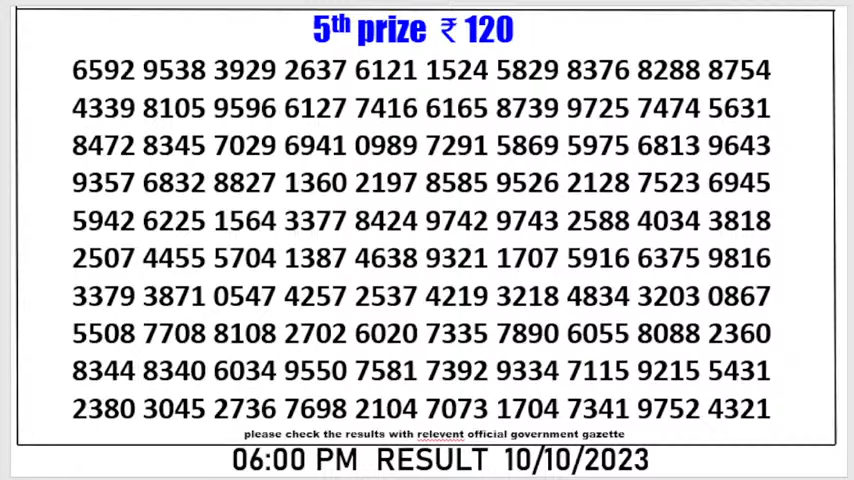 5th prize ₹ 120
6592 9538 3929 2637 6121 1524 5829 8376 8288 8754
4339 8105 9596 6127 7416 6165 8739 9725 7474 5631
8472 8345 7029 6941 0989 7291 5869 5975 6813 9643
9357 6832 8827 1360 2197 8585 9526 2128 7523 6945
5942 6225 1564 3377 8424 9742 9743 2588 4034 3818
2507 4455 5704 1387 4638 9321 1707 5916 6375 9816
3379 3871 0547 4257 2537 4219 3218 4834 3203 0867
5508 7708 8108 2702 6020 7335 7890 6055 8088 2360
8344 8340 6034 9550 7581 7392 9334 7115 9215 5431
2380 3045 2736 7698 2104 7073 1704 7341 9752 4321
please check the results with relevent official government gazette
06:00 PM RESULT 10/10/2023